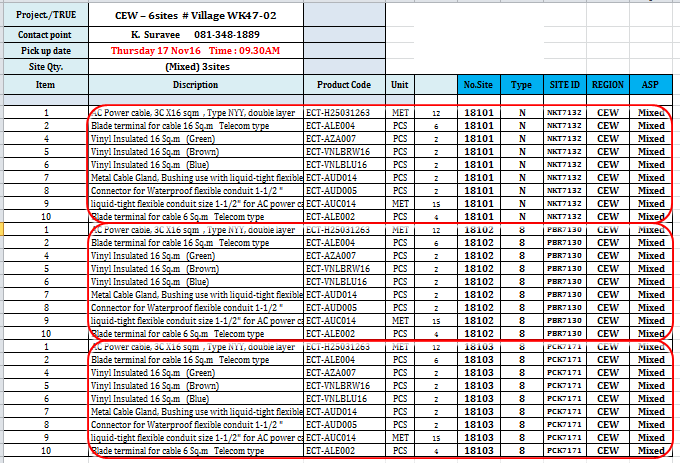 Project./TRUE CEW – 6sites # Village WK47-02
Contact point K. Suravee 081-348-1889
Pick up date Thursday 17 Nov16 Time : 09.30AM
Site Qty. (Mixed) 3sites
Item Discription Product Code Unit No.Site Type SITE ID REGION ASP
1 AC Power cable, 3C X16 sqm , Type NYY, double layer ECT-H25031263 MET 12 18101 N NKT7132 CEW Mixed
2 Blade terminal for cable 16 Sq.m Telecom type ECT-ALE004 PCS 6 18101 N NKT7132 CEW Mixed
4 Vinyl Insulated 16 Sq.m (Green) ECT-AZA007 PCS 2 18101 N NKT7132 CEW Mixed
5 Vinyl Insulated 16 Sq.m (Brown) ECT-VNLBRW16 PCS 2 18101 N NKT7132 CEW Mixed
6 Vinyl Insulated 16 Sq.m (Blue) ECT-VNLBLU16 PCS 2 18101 N NKT7132 CEW Mixed
7 Metal Cable Gland, Bushing use with liquid-tight flexible ECT-AUD014 PCS 2 18101 N NKT7132 CEW Mixed
8 Connector for Waterproof flexible conduit 1-1/2 " ECT-AUD005 PCS 2 18101 N NKT7132 CEW Mixed
9 liquid-tight flexible conduit size 1-1/2" for AC power ca ECT-AUC014 MET 15 18101 N NKT7132 CEW Mixed
10 Blade terminal for cable 6 Sq.m Telecom type ECT-ALE002 PCS 4 18101 N NKT7132 CEW Mixed
1 AC Power cable, 3C X16 sqm , Type NYY, double layer ECT-H25031263 MET 12 18102 8 PBR7130 CEW Mixed
2 Blade terminal for cable 16 Sq.m Telecom type ECT-ALE004 PCS 6 18102 8 PBR7130 CEW Mixed
4 Vinyl Insulated 16 Sq.m (Green) ECT-AZA007 PCS 2 18102 8 PBR7130 CEW Mixed
5 Vinyl Insulated 16 Sq.m (Brown) ECT-VNLBRW16 PCS 2 18102 8 PBR7130 CEW Mixed
6 Vinyl Insulated 16 Sq.m (Blue) ECT-VNLBLU16 PCS 2 18102 8 PBR7130 CEW Mixed
7 Metal Cable Gland, Bushing use with liquid-tight flexible ECT-AUD014 PCS 2 18102 8 PBR7130 CEW Mixed
8 Connector for Waterproof flexible conduit 1-1/2 " ECT-AUD005 PCS 2 18102 8 PBR7130 CEW Mixed
9 liquid-tight flexible conduit size 1-1/2" for AC power ca ECT-AUC014 MET 15 18102 8 PBR7130 CEW Mixed
10 Blade terminal for cable 6 Sq.m Telecom type ECT-ALE002 PCS 4 18102 8 PBR7130 CEW Mixed
1 AC Power cable, 3C X16 sqm , Type NYY, double layer ECT-H25031263 MET 12 18103 8 PCK7171 CEW Mixed
2 Blade terminal for cable 16 Sq.m Telecom type ECT-ALE004 PCS 6 18103 8 PCK7171 CEW Mixed
4 Vinyl Insulated 16 Sq.m (Green) ECT-AZA007 PCS 2 18103 8 PCK7171 CEW Mixed
5 Vinyl Insulated 16 Sq.m (Brown) ECT-VNLBRW16 PCS 2 18103 8 PCK7171 CEW Mixed
6 Vinyl Insulated 16 Sq.m (Blue) ECT-VNLBLU16 PCS 2 18103 8 PCK7171 CEW Mixed
7 Metal Cable Gland, Bushing use with liquid-tight flexible ECT-AUD014 PCS 2 18103 8 PCK7171 CEW Mixed
8 Connector for Waterproof flexible conduit 1-1/2 " ECT-AUD005 PCS 2 18103 8 PCK7171 CEW Mixed
9 liquid-tight flexible conduit size 1-1/2" for AC power ca ECT-AUC014 MET 15 18103 8 PCK7171 CEW Mixed
10 Blade terminal for cable 6 Sq.m Telecom type ECT-ALE002 PCS 4 18103 8 PCK7171 CEW Mixed